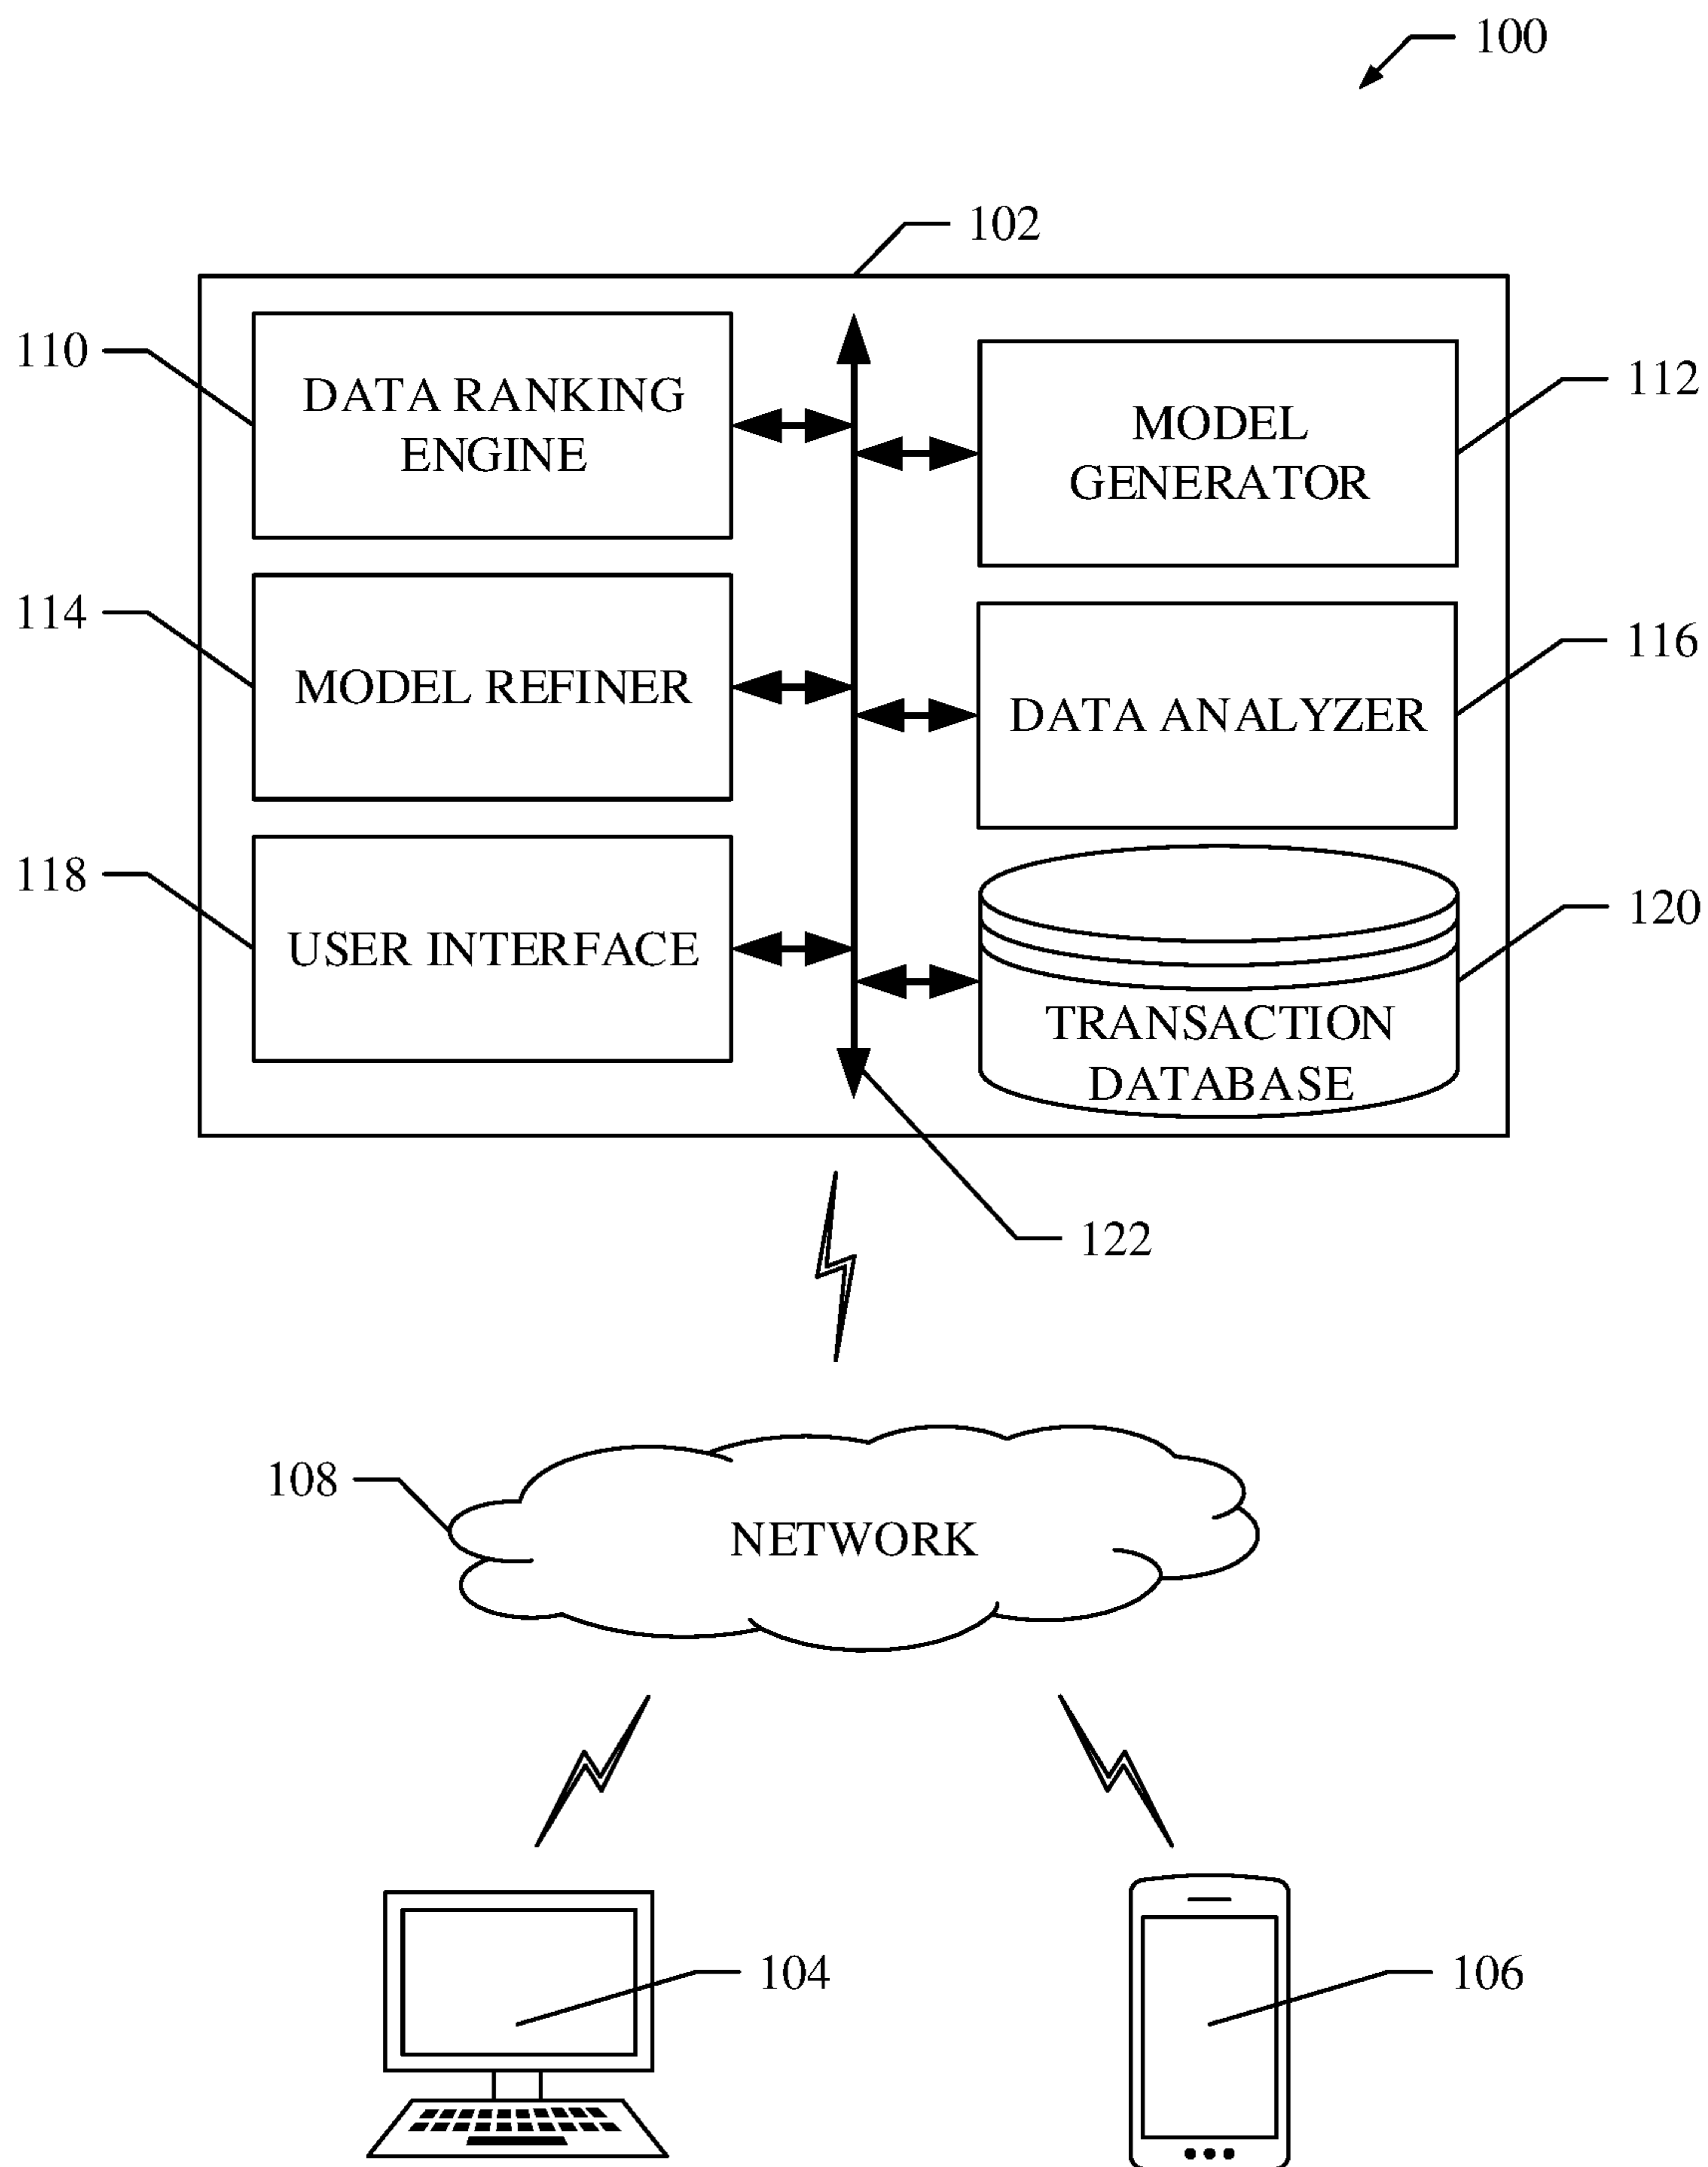 100
102
110
DATA RANKING
ENGINE
112
MODEL
GENERATOR
114
MODEL REFINER
116
DATA ANALYZER
118
USER INTERFACE
120
TRANSACTION
DATABASE
122
108
NETWORK
104
106